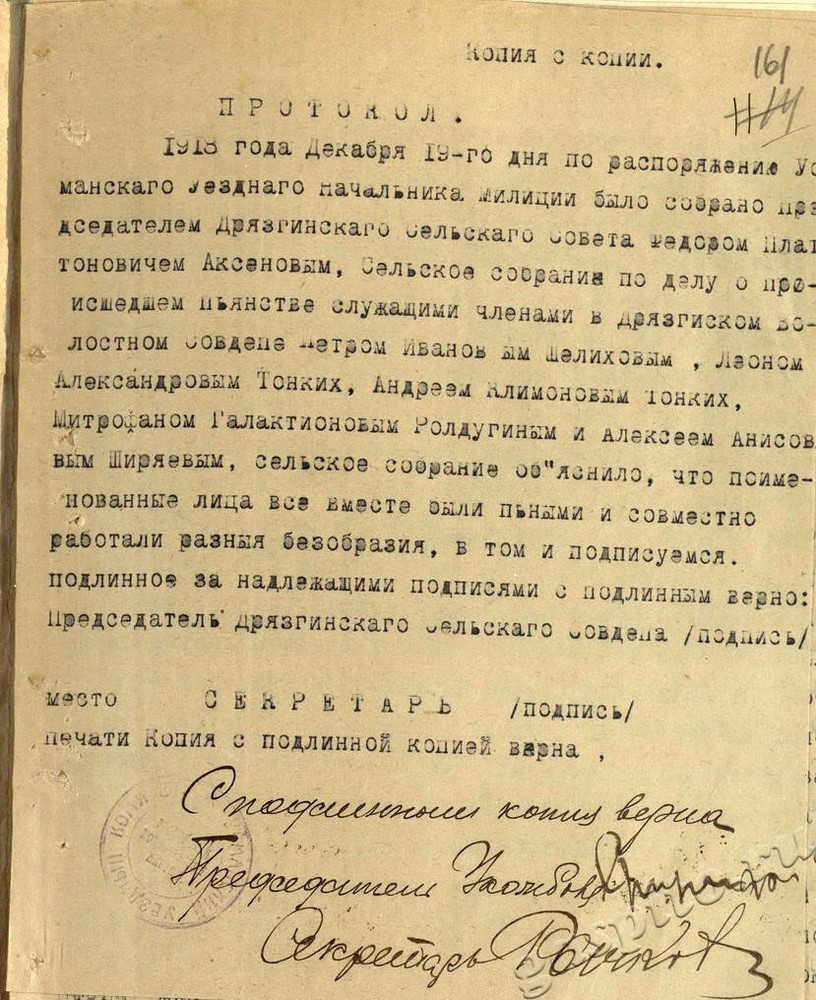 Копия с копии.
161
#14
ПРОТОКОЛ.
1918 года Декабря 19-го дня по распоряжению Ус
манскаго Уезднаго Начальника Милиции было собрано Пре
дседателем Дрязгинскаго Сельскаго Совета Федором Плат
тоновичем Аксеновым, Сельское собрание по делу о про-
исшедшем пьянстве служащими членами в Дрязгиском Во-
лостном Совдепе Петром Иванов ым Шелиховым , Леоном
Александровым Тонких, Андреем Климоновым Тонких,
Митрофаном Галактионовым Ролдугиным и Алексеем Анисов
вым Ширяевым, сельское собрание об"яснило, что поиме-
нованные лица все вместе были пьными и совместно
работали разныя безобразия, в том и подписуемся.
подлинное за надлежащими подписями с подлинным верно:
Председатель Дрязгинскаго Сельскаго Совдепа /подпись/
место СЕКРЕТАРЬ /подпись/
печати Копия с подлинной копией верна .
С подлинным копия верна
Председатель
Секретарь